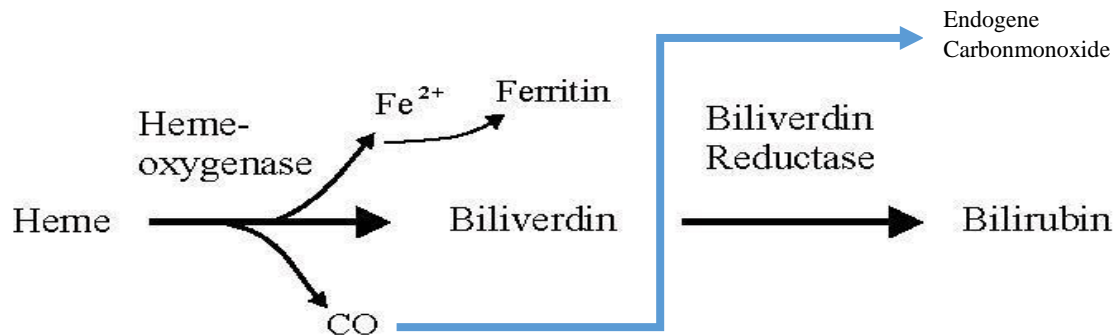 Endogene
Carbonmonoxide
Fe²⁺
Ferritin
Heme-
oxygenase
Biliverdin
Reductase
Heme
Biliverdin
Bilirubin
CO